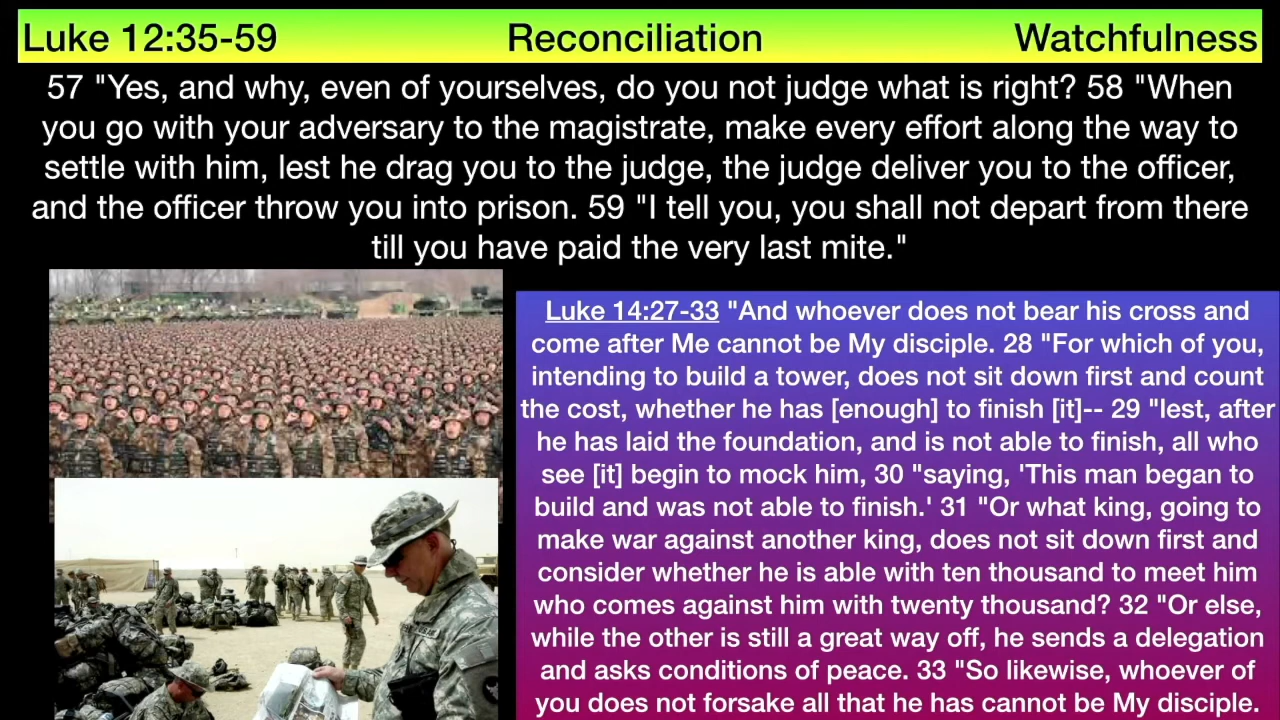 Luke 12:35-59 Reconciliation Watchfulness
57 "Yes, and why, even of yourselves, do you not judge what is right? 58 "When
you go with your adversary to the magistrate, make every effort along the way to
settle with him, lest he drag you to the judge, the judge deliver you to the officer,
and the officer throw you into prison. 59 "I tell you, you shall not depart from there
till you have paid the very last mite."
Luke 14:27-33 "And whoever does not bear his cross and
come after Me cannot be My disciple. 28 "For which of you,
intending to build a tower, does not sit down first and count
the cost, whether he has [enough] to finish [it]-- 29 "lest, after
he has laid the foundation, and is not able to finish, all who
see [it] begin to mock him, 30 "saying, 'This man began to
build and was not able to finish.' 31 "Or what king, going to
make war against another king, does not sit down first and
consider whether he is able with ten thousand to meet him
who comes against him with twenty thousand? 32 "Or else,
while the other is still a great way off, he sends a delegation
and asks conditions of peace. 33 "So likewise, whoever of
you does not forsake all that he has cannot be My disciple.